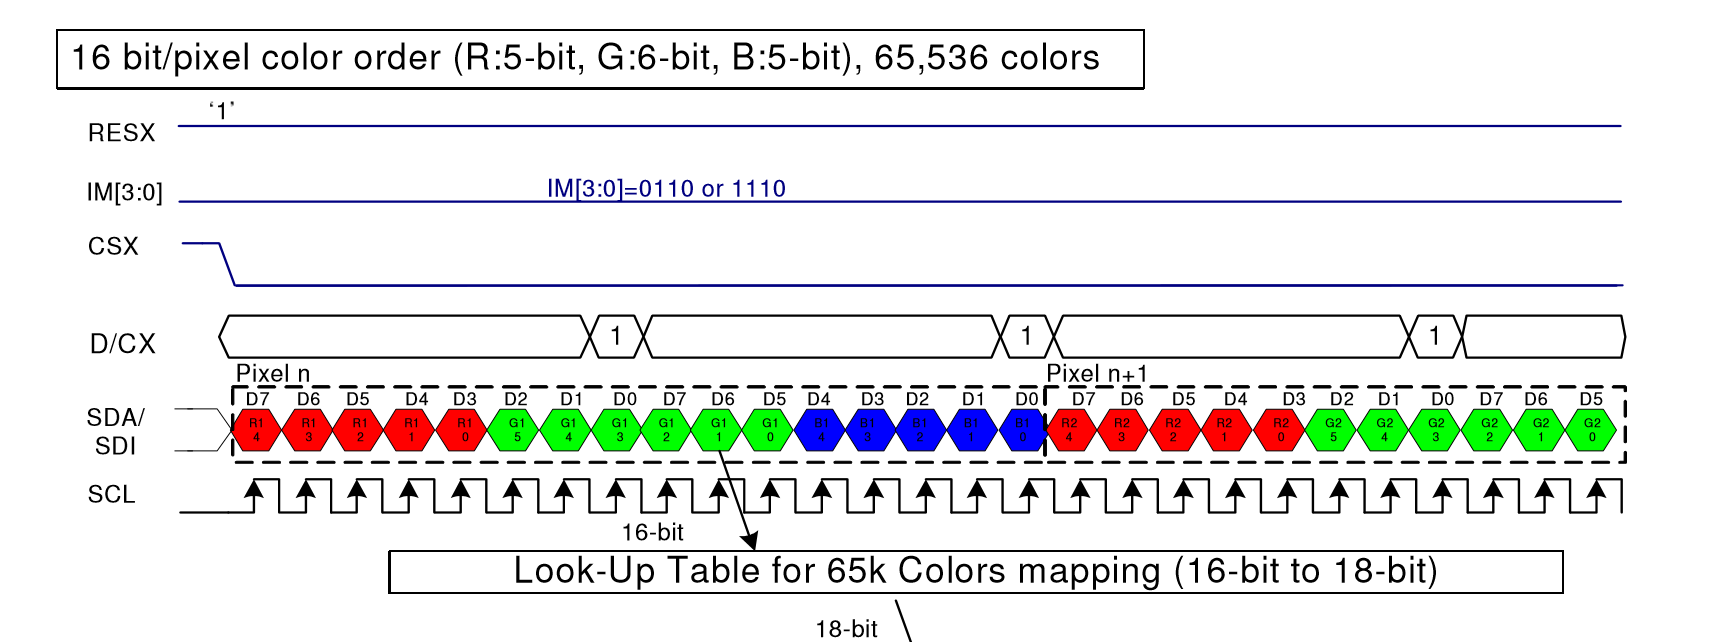 16 bit/pixel color order (R:5-bit, G:6-bit, B:5-bit), 65,536 colors
‘1’
RESX
IM[3:0] IM[3:0]=0110 or 1110
CSX
D/CX 1 1 1
Pixel n Pixel n+1
D7 D6 D5 D4 D3 D2 D1 D0 D7 D6 D5 D4 D3 D2 D1 D0 D7 D6 D5 D4 D3 D2 D1 D0 D7 D6 D5
SDA/
SDI
R1 R1 R1 R1 R1 G1 G1 G1 G1 G1 G1 B1 B1 B1 B1 B1 R2 R2 R2 R2 R2 G2 G2 G2 G2 G2 G2
4 3 2 1 0 5 4 3 2 1 0 4 3 2 1 0 4 3 2 1 0 5 4 3 2 1 0
SCL
16-bit
Look-Up Table for 65k Colors mapping (16-bit to 18-bit)
18-bit